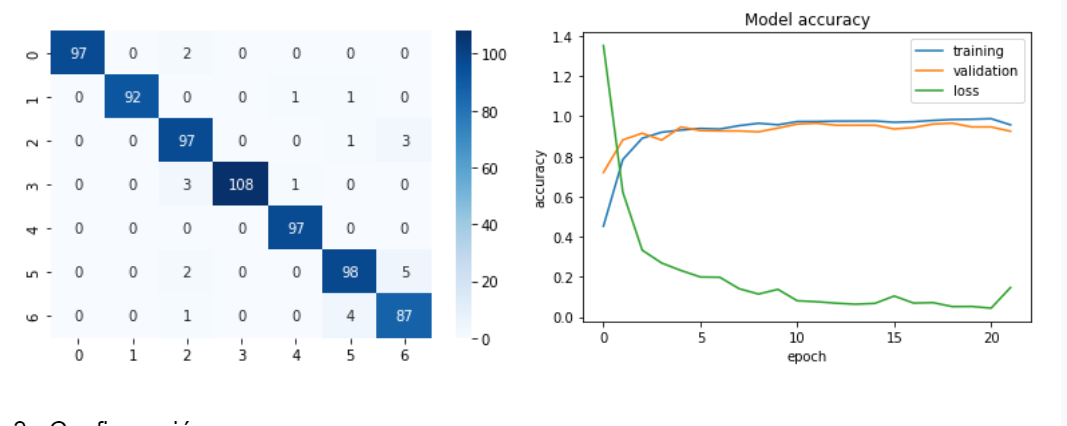 Model accuracy
0 97 0 2 0 0 0 0
1 0 92 0 0 1 1 0
2 0 0 97 0 0 1 3
3 0 0 3 108 1 0 0
4 0 0 0 0 97 0 0
5 0 0 2 0 0 98 5
6 0 0 1 0 0 4 87
0 1 2 3 4 5 6
100
80
60
40
20
0
1.4
1.2
1.0
0.8
0.6
0.4
0.2
0.0
accuracy
training
validation
loss
0 5 10 15 20
epoch